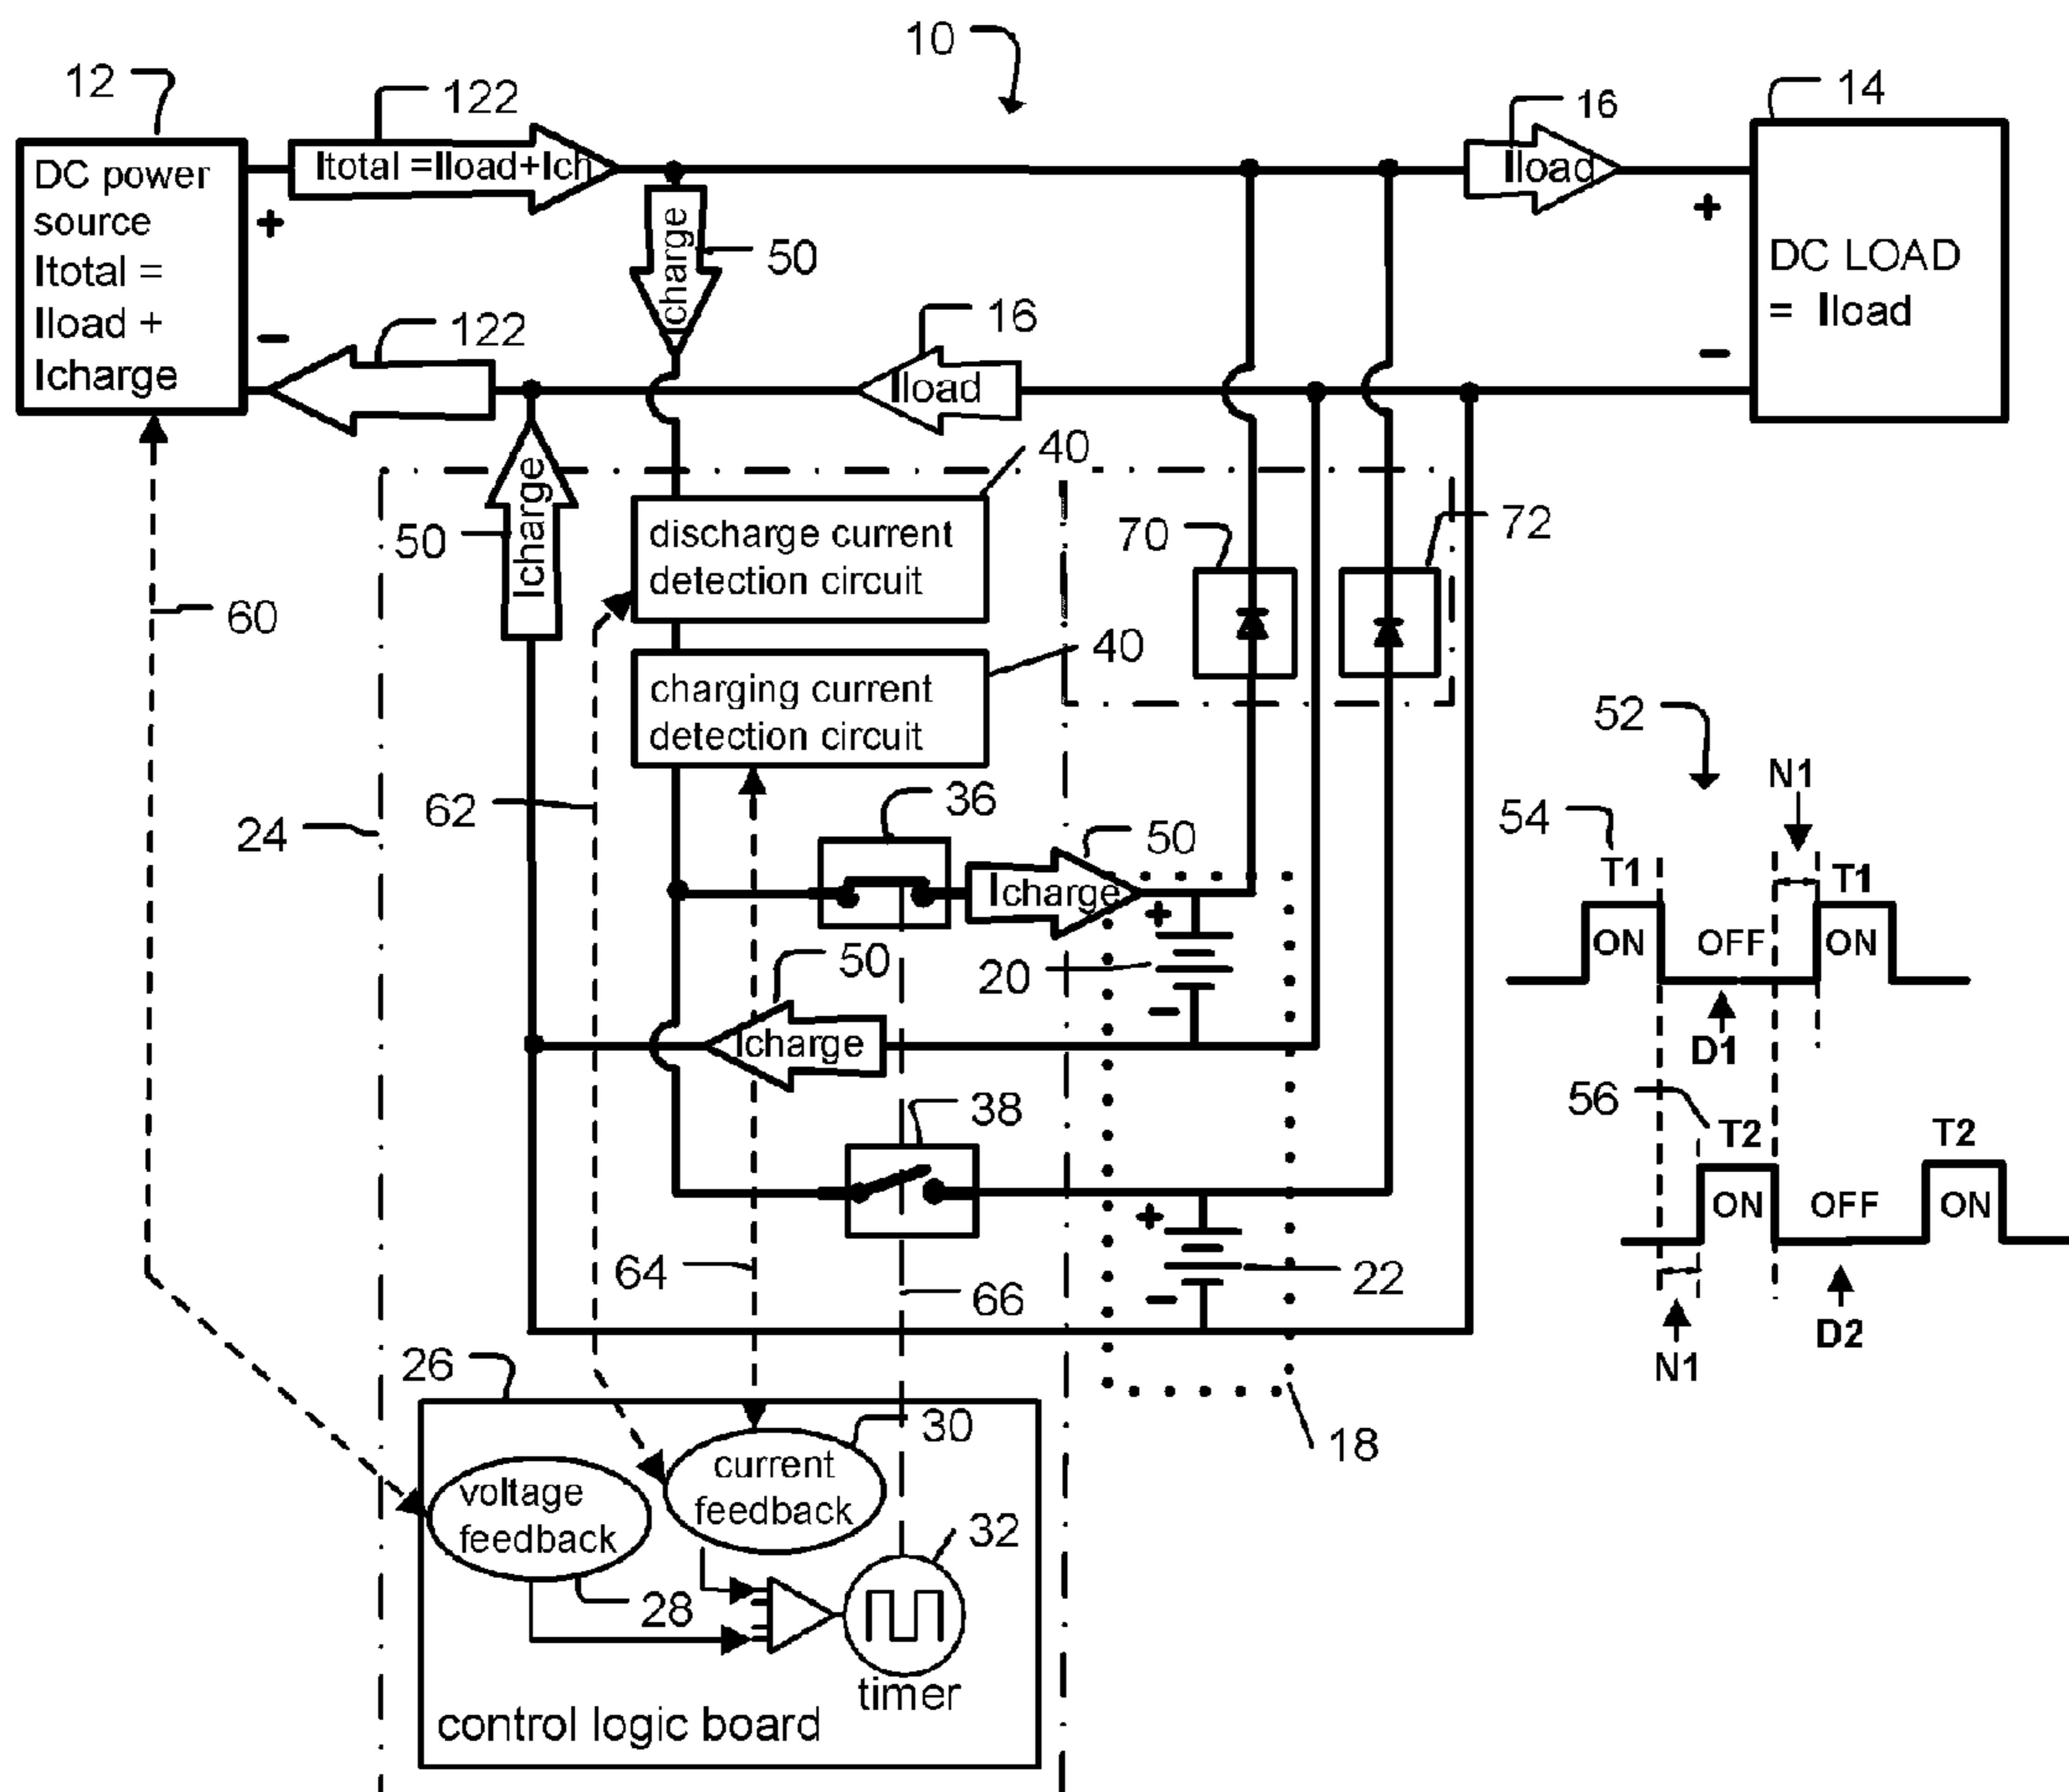 10
12
122
16
14
DC power
source
Itotal =
Iload +
Icharge
+
−
Itotal =Iload+Ich
Icharge
50
Iload
+
−
DC LOAD
= Iload
122
16
Iload
Icharge
50
60
40
discharge current
detection circuit
40
charging current
detection circuit
70
72
24
62
36
50
Icharge
+
−
20
50
Icharge
38
+
−
22
64
66
18
52
54
N1
T1
T1
ON
OFF
ON
D1
56
T2
T2
ON
OFF
ON
N1
D2
26
30
current
feedback
voltage
feedback
28
32
timer
control logic board